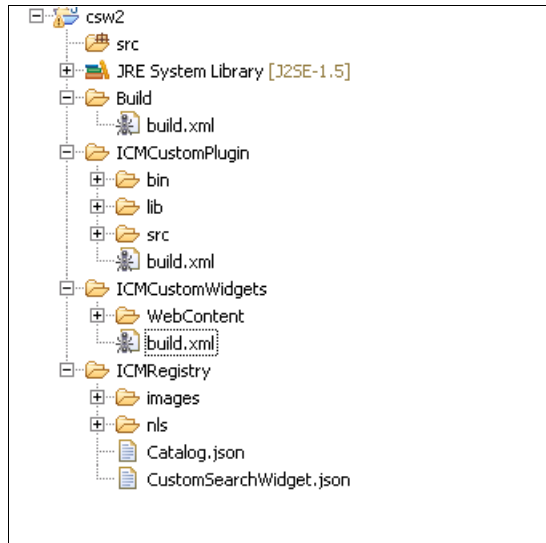 csw2
src
JRE System Library [J2SE-1.5]
Build
build.xml
ICMCustomPlugin
bin
lib
src
build.xml
ICMCustomWidgets
WebContent
build.xml
ICMRegistry
images
nls
Catalog.json
CustomSearchWidget.json